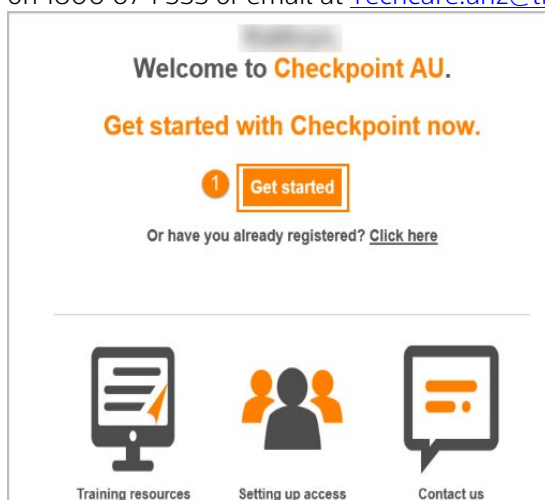 Welcome to Checkpoint AU.
Get started with Checkpoint now.
1 Get started
Or have you already registered? Click here
Training resources Setting up access Contact us